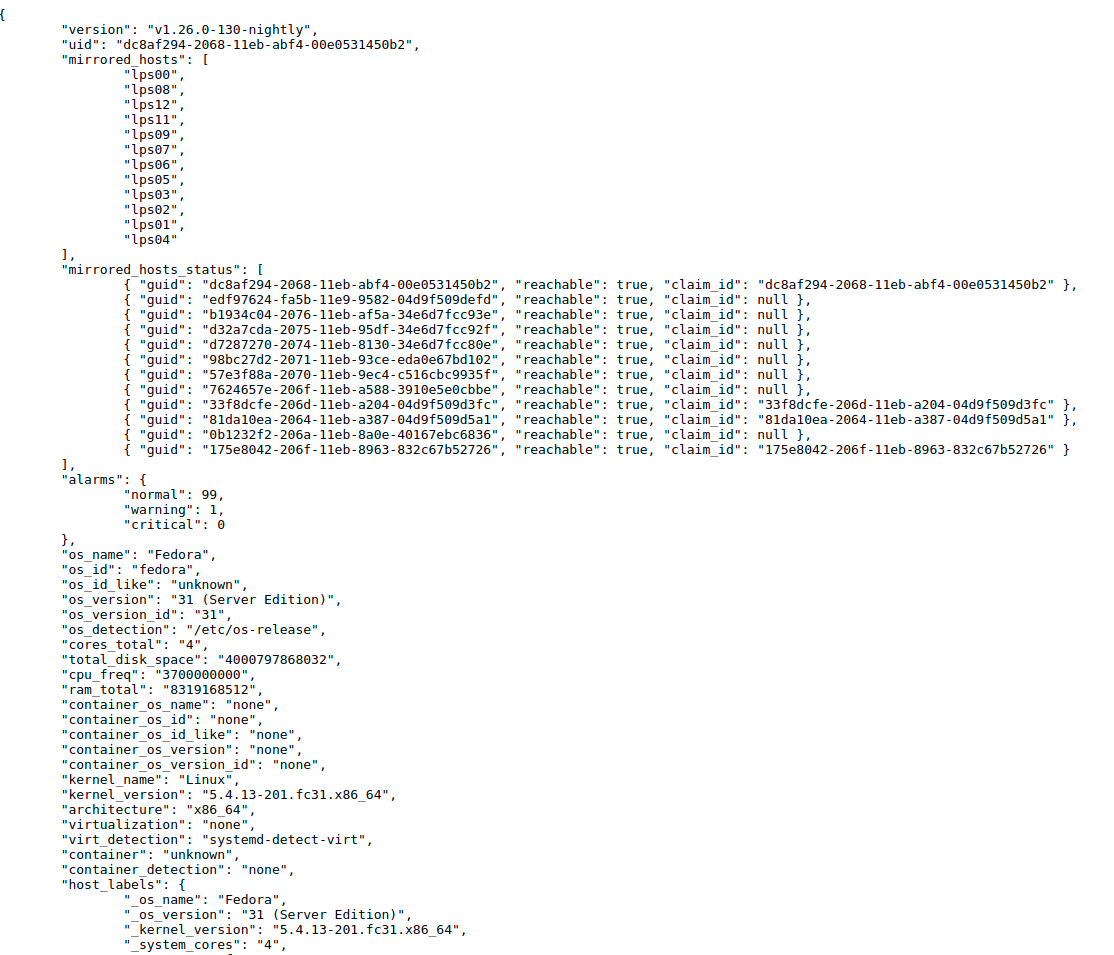 {
"version": "v1.26.0-130-nightly",
"uid": "dc8af294-2068-11eb-abf4-00e0531450b2",
"mirrored_hosts": [
"lps00",
"lps08",
"lps12",
"lps11",
"lps09",
"lps07",
"lps06",
"lps05",
"lps03",
"lps02",
"lps01",
"lps04"
],
"mirrored_hosts_status": [
{ "guid": "dc8af294-2068-11eb-abf4-00e0531450b2", "reachable": true, "claim_id": "dc8af294-2068-11eb-abf4-00e0531450b2" },
{ "guid": "edf97624-fa5b-11e9-9582-04d9f509defd", "reachable": true, "claim_id": null },
{ "guid": "b1934c04-2076-11eb-af5a-34e6d7fcc93e", "reachable": true, "claim_id": null },
{ "guid": "d32a7cda-2075-11eb-95df-34e6d7fcc92f", "reachable": true, "claim_id": null },
{ "guid": "d7287270-2074-11eb-8130-34e6d7fcc80e", "reachable": true, "claim_id": null },
{ "guid": "98bc27d2-2071-11eb-93ce-eda0e67bd102", "reachable": true, "claim_id": null },
{ "guid": "57e3f88a-2070-11eb-9ec4-c516cbc9935f", "reachable": true, "claim_id": null },
{ "guid": "7624657e-206f-11eb-a588-3910e5e0cbbe", "reachable": true, "claim_id": null },
{ "guid": "33f8dcfe-206d-11eb-a204-04d9f509d3fc", "reachable": true, "claim_id": "33f8dcfe-206d-11eb-a204-04d9f509d3fc" },
{ "guid": "81da10ea-2064-11eb-a387-04d9f509d5a1", "reachable": true, "claim_id": "81da10ea-2064-11eb-a387-04d9f509d5a1" },
{ "guid": "0b1232f2-206a-11eb-8a0e-40167ebc6836", "reachable": true, "claim_id": null },
{ "guid": "175e8042-206f-11eb-8963-832c67b52726", "reachable": true, "claim_id": "175e8042-206f-11eb-8963-832c67b52726" }
],
"alarms": {
"normal": 99,
"warning": 1,
"critical": 0
},
"os_name": "Fedora",
"os_id": "fedora",
"os_id_like": "unknown",
"os_version": "31 (Server Edition)",
"os_version_id": "31",
"os_detection": "/etc/os-release",
"cores_total": "4",
"total_disk_space": "4000797868032",
"cpu_freq": "3700000000",
"ram_total": "8319168512",
"container_os_name": "none",
"container_os_id": "none",
"container_os_id_like": "none",
"container_os_version": "none",
"container_os_version_id": "none",
"kernel_name": "Linux",
"kernel_version": "5.4.13-201.fc31.x86_64",
"architecture": "x86_64",
"virtualization": "none",
"virt_detection": "systemd-detect-virt",
"container": "unknown",
"container_detection": "none",
"host_labels": {
"_os_name": "Fedora",
"_os_version": "31 (Server Edition)",
"_kernel_version": "5.4.13-201.fc31.x86_64",
"_system_cores": "4",